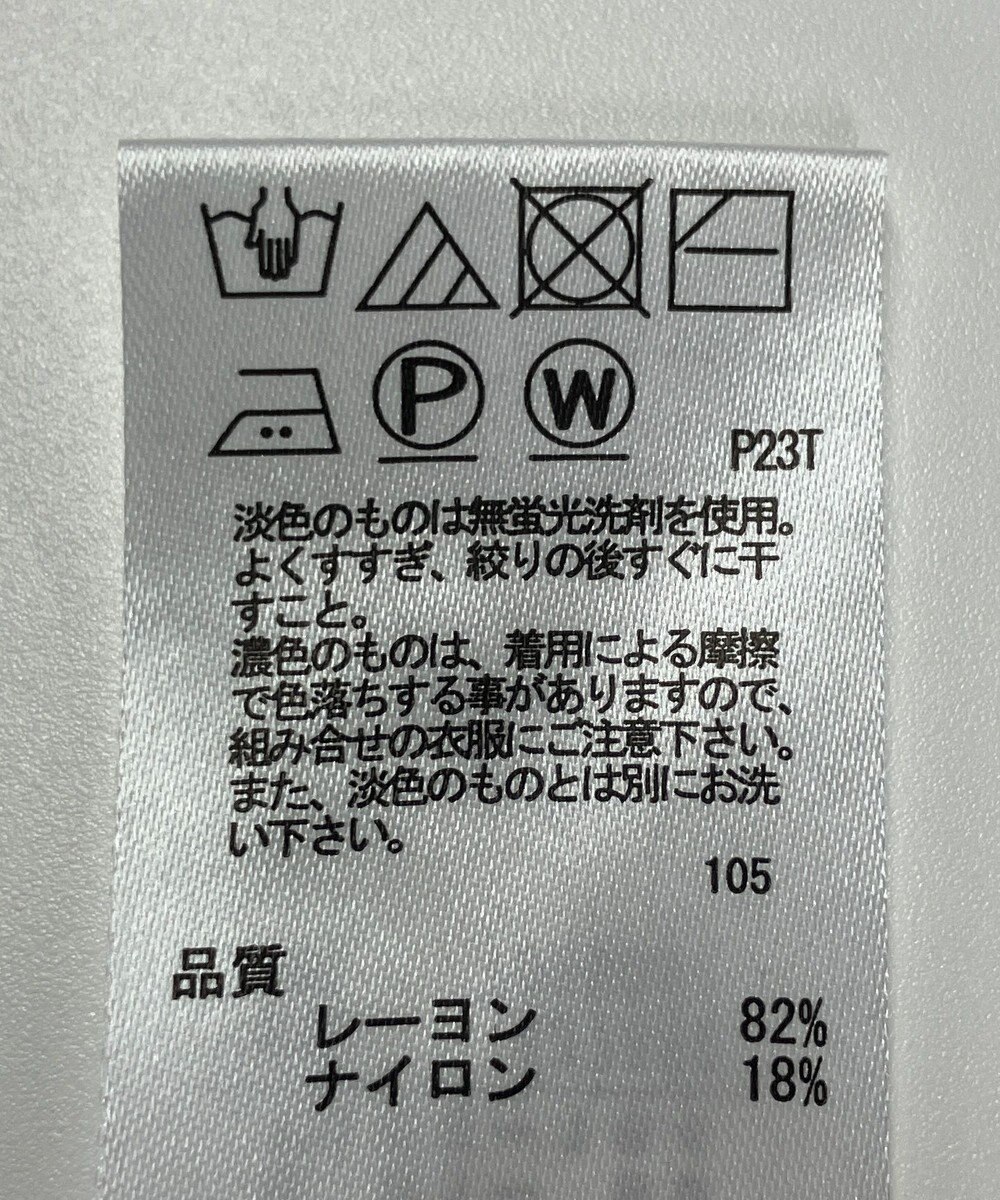 P
W
P23T
淡色のものは無蛍光洗剤を使用。
よくすすぎ、絞りの後すぐに干
すこと。
濃色のものは、着用による摩擦
で色落ちする事がありますので、
組み合せの衣服にご注意下さい。
また、淡色のものとは別にお洗
い下さい。
105
品質
レーヨン 82%
ナイロン 18%